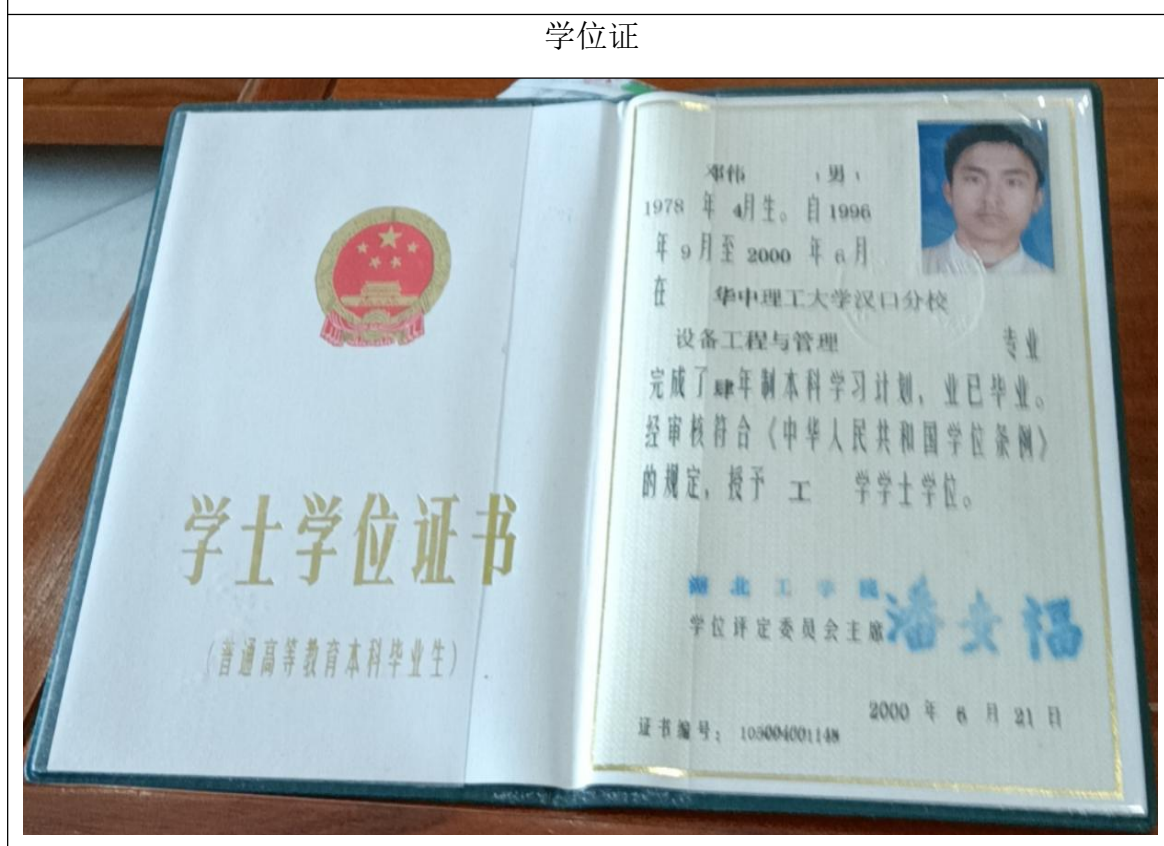 学位证
学士学位证书
(普通高等教育本科毕业生)
邓伟 ,男,
1978 年 4月生。自1996
年 9 月至 2000 年 6 月
在 华中理工大学汉口分校
设备工程与管理 专业
完成了肆年制本科学习计划,业已毕业。
经审核符合《中华人民共和国学位条例》
的规定,授予 工 学学士学位。
湖北工学院
学位评定委员会主席
2000 年 6 月 21 日
证书编号:105004001148